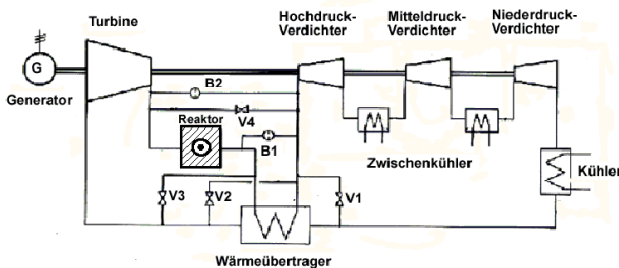 Turbine
Hochdruck-
Verdichter
Mitteldruck-
Verdichter
Niederdruck-
Verdichter
G
Generator
B2
V4
Reaktor
B1
Zwischenkühler
Kühler
V3
V2
V1
Wärmeübertrager